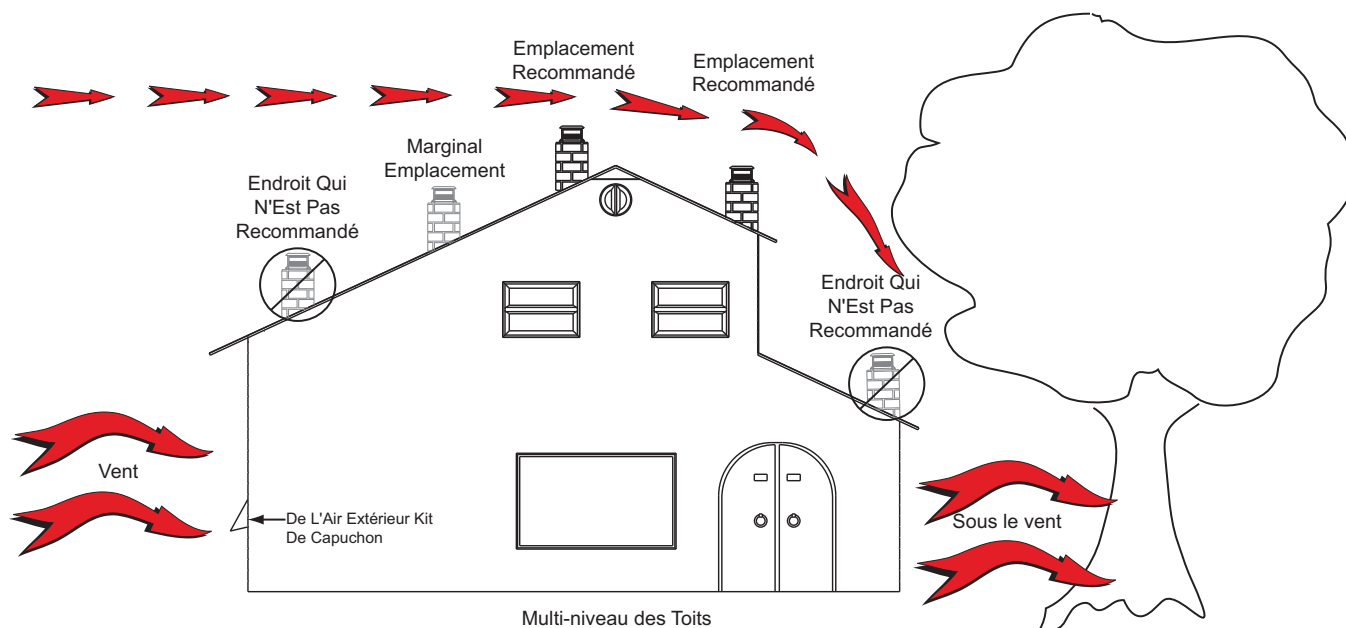 Emplacement
Recommandé
Emplacement
Recommandé
Marginal
Emplacement
Endroit Qui
N'Est Pas
Recommandé
Endroit Qui
N'Est Pas
Recommandé
Vent
De L'Air Extérieur Kit
De Capuchon
Sous le vent
Multi-niveau des Toits